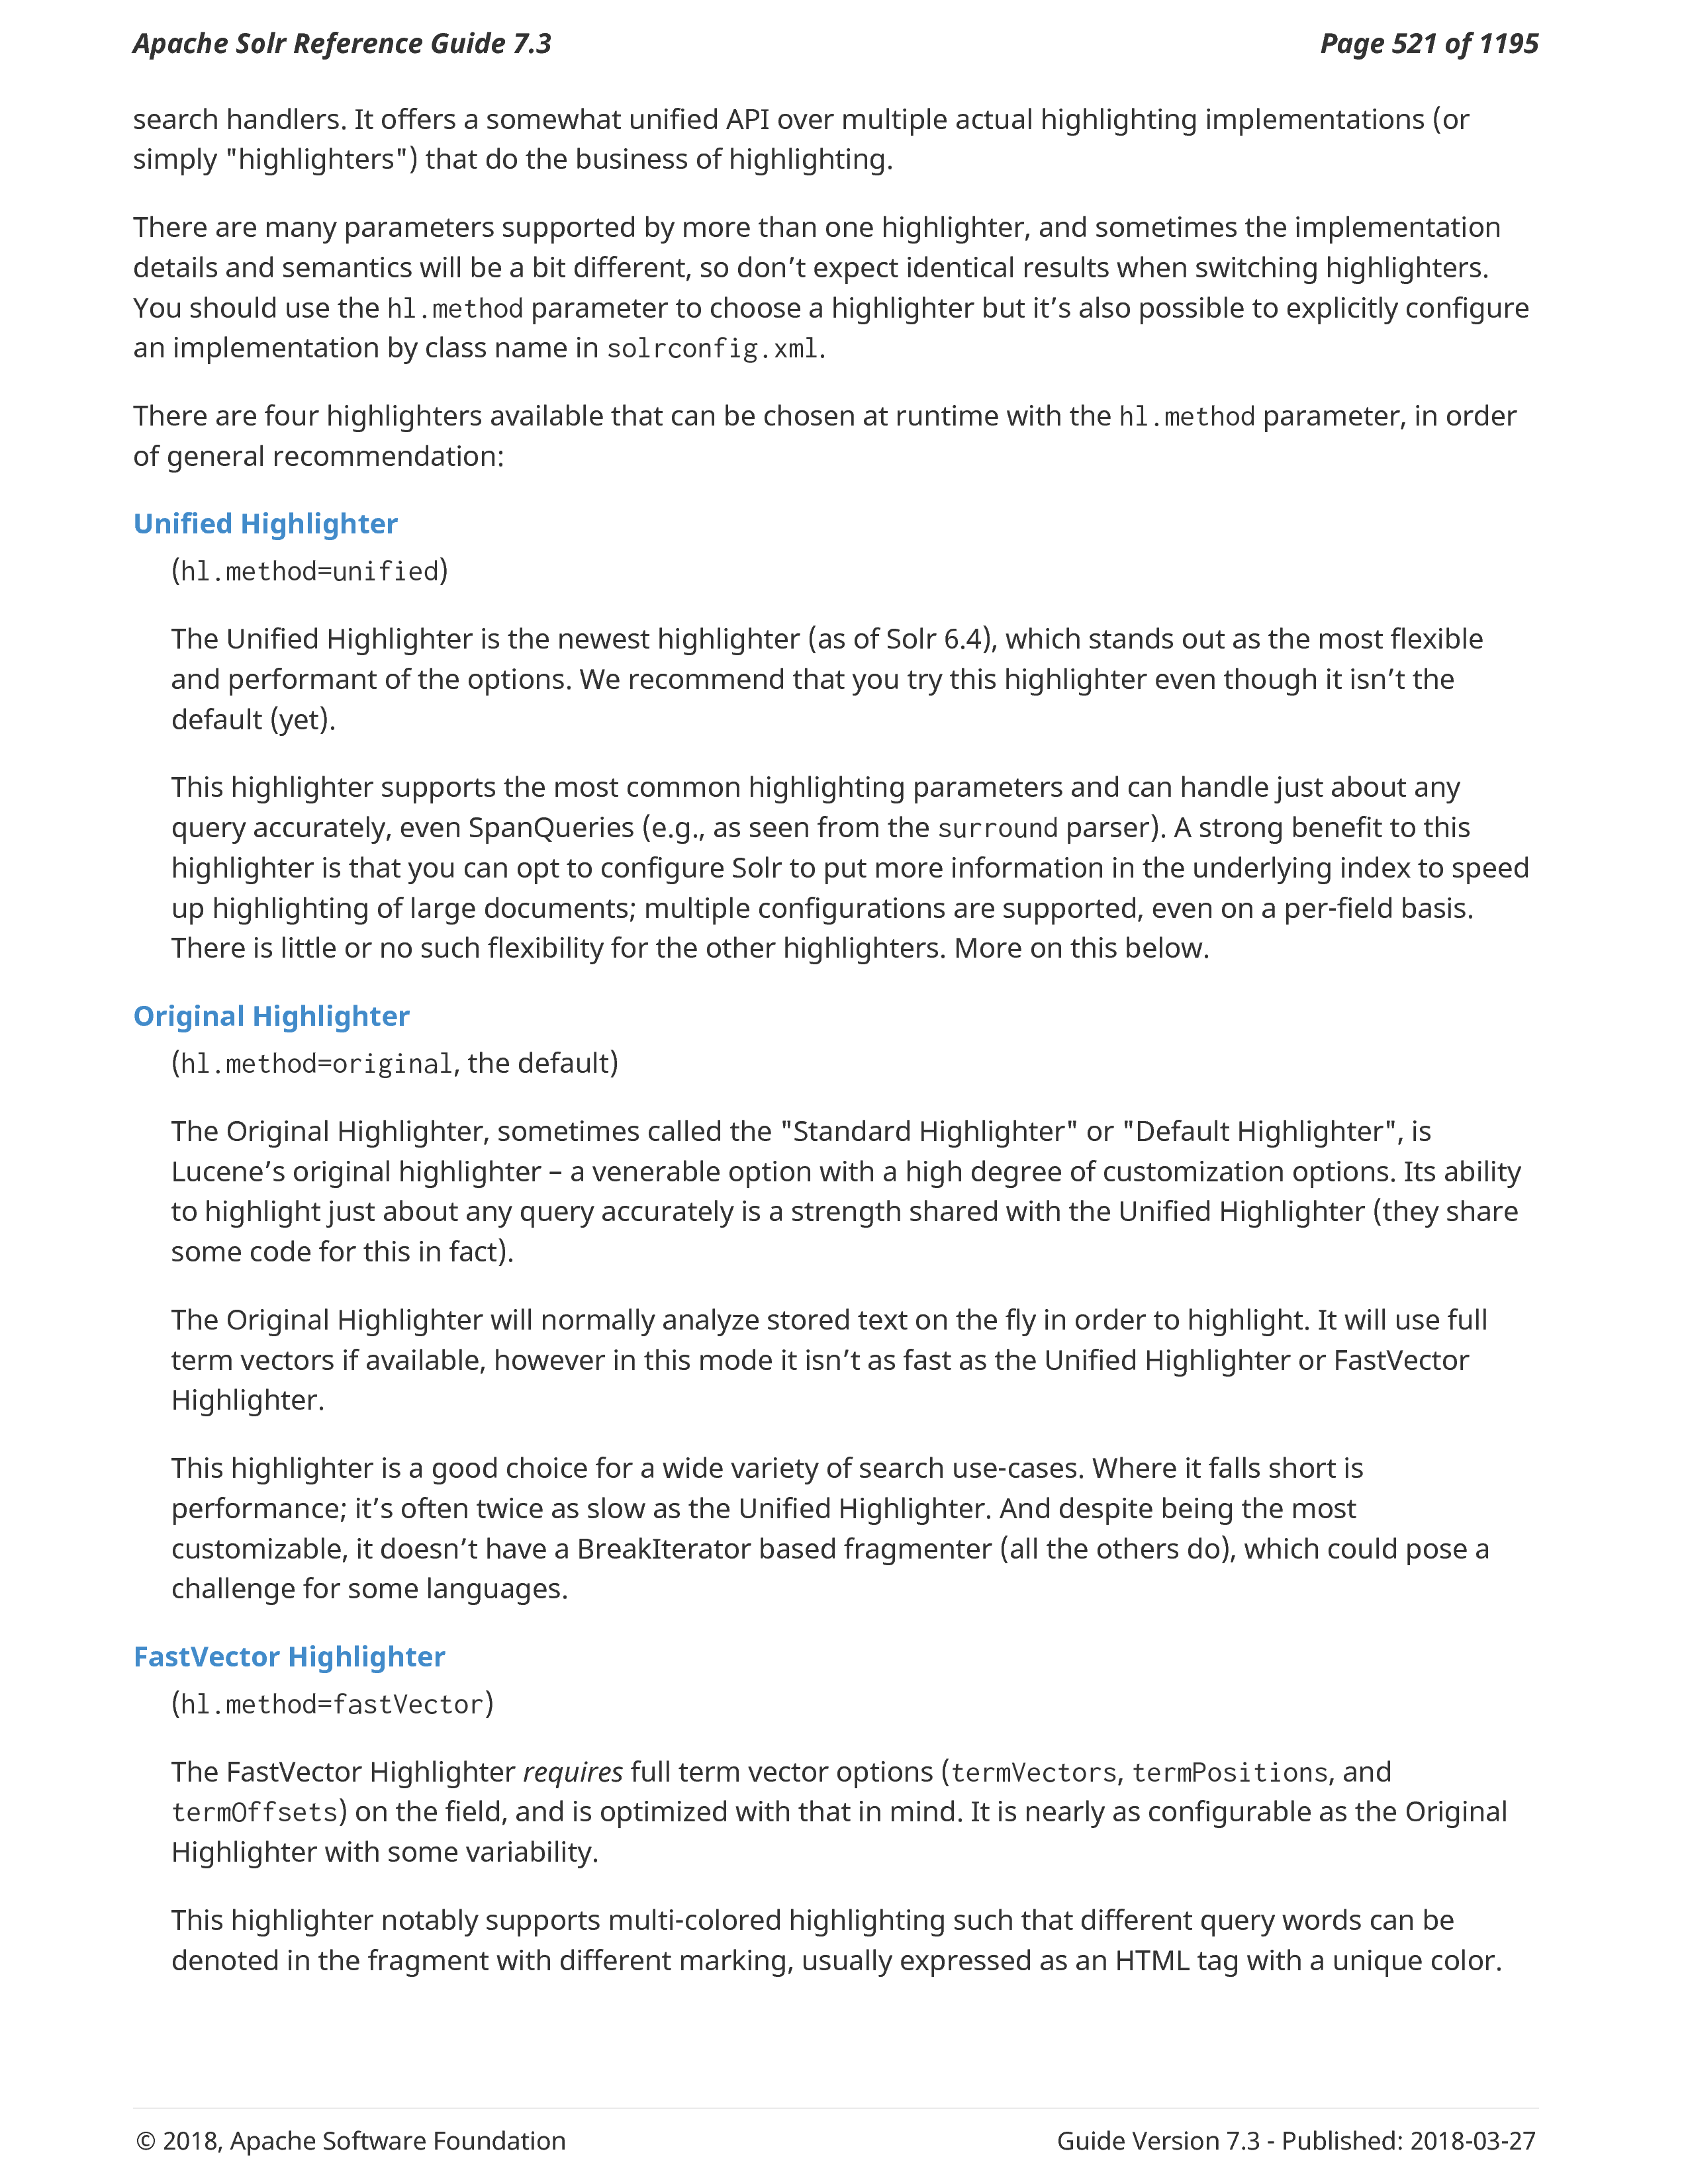 Apache Solr Reference Guide 7.3
Page 521 of 1195
search handlers. It offers a somewhat unified API over multiple actual highlighting implementations (or
simply "highlighters") that do the business of highlighting.
There are many parameters supported by more than one highlighter, and sometimes the implementation
details and semantics will be a bit different, so don’t expect identical results when switching highlighters.
You should use the hl.method parameter to choose a highlighter but it’s also possible to explicitly configure
an implementation by class name in solrconfig.xml.
There are four highlighters available that can be chosen at runtime with the hl.method parameter, in order
of general recommendation:
Unified Highlighter
(hl.method=unified)
The Unified Highlighter is the newest highlighter (as of Solr 6.4), which stands out as the most flexible
and performant of the options. We recommend that you try this highlighter even though it isn’t the
default (yet).
This highlighter supports the most common highlighting parameters and can handle just about any
query accurately, even SpanQueries (e.g., as seen from the surround parser). A strong benefit to this
highlighter is that you can opt to configure Solr to put more information in the underlying index to speed
up highlighting of large documents; multiple configurations are supported, even on a per-field basis.
There is little or no such flexibility for the other highlighters. More on this below.
Original Highlighter
(hl.method=original, the default)
The Original Highlighter, sometimes called the "Standard Highlighter" or "Default Highlighter", is
Lucene’s original highlighter – a venerable option with a high degree of customization options. Its ability
to highlight just about any query accurately is a strength shared with the Unified Highlighter (they share
some code for this in fact).
The Original Highlighter will normally analyze stored text on the fly in order to highlight. It will use full
term vectors if available, however in this mode it isn’t as fast as the Unified Highlighter or FastVector
Highlighter.
This highlighter is a good choice for a wide variety of search use-cases. Where it falls short is
performance; it’s often twice as slow as the Unified Highlighter. And despite being the most
customizable, it doesn’t have a BreakIterator based fragmenter (all the others do), which could pose a
challenge for some languages.
FastVector Highlighter
(hl.method=fastVector)
The FastVector Highlighter requires full term vector options (termVectors, termPositions, and
termOffsets) on the field, and is optimized with that in mind. It is nearly as configurable as the Original
Highlighter with some variability.
This highlighter notably supports multi-colored highlighting such that different query words can be
denoted in the fragment with different marking, usually expressed as an HTML tag with a unique color.
© 2018, Apache Software Foundation
Guide Version 7.3 - Published: 2018-03-27